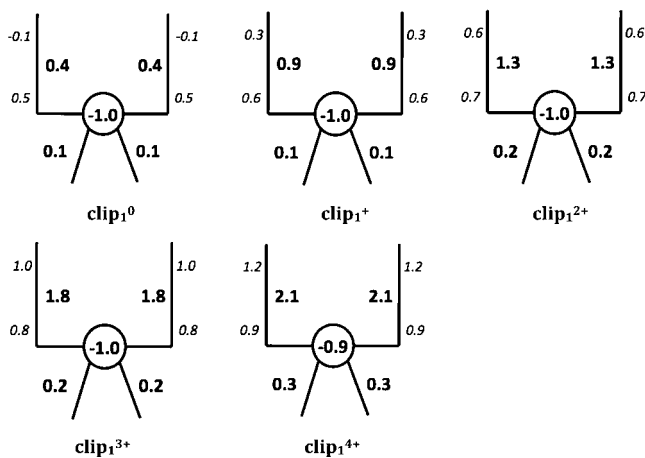 -0.1 -0.1 0.3 0.3 0.6 0.6
0.4 0.4 0.9 0.9 1.3 1.3
0.5 0.5 0.6 0.6 0.7 0.7
-1.0 -1.0 -1.0
0.1 0.1 0.1 0.1 0.2 0.2
clip₁⁰ clip₁⁺ clip₁²⁺
1.0 1.0 1.2 1.2
1.8 1.8 2.1 2.1
0.8 0.8 0.9 0.9
-1.0 -0.9
0.2 0.2 0.3 0.3
clip₁³⁺ clip₁⁴⁺